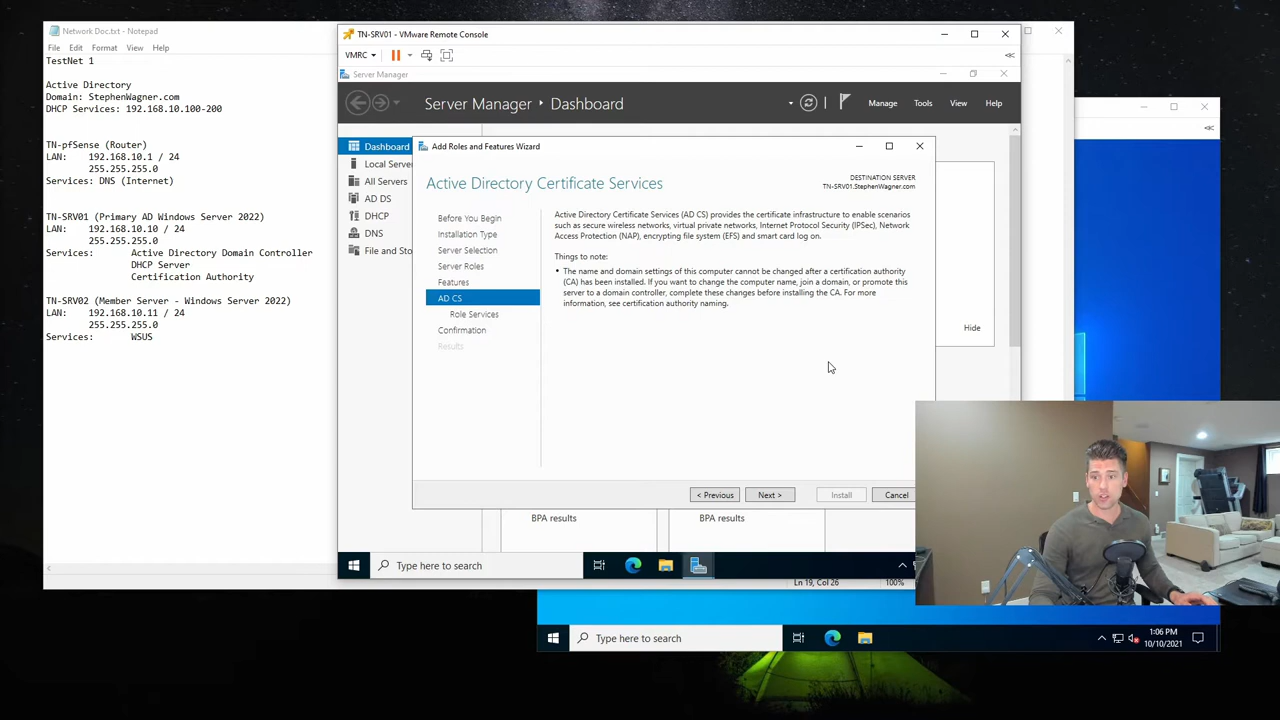 Network Doc.txt - Notepad
File Edit Format View Help
TestNet 1
Active Directory
Domain: StephenWagner.com
DHCP Services: 192.168.10.100-200
TN-pfSense (Router)
LAN: 192.168.10.1 / 24
255.255.255.0
Services: DNS (Internet)
TN-SRV01 (Primary AD Windows Server 2022)
LAN: 192.168.10.10 / 24
255.255.255.0
Services: Active Directory Domain Controller
DHCP Server
Certification Authority
TN-SRV02 (Member Server - Windows Server 2022)
LAN: 192.168.10.11 / 24
255.255.255.0
Services: WSUS
TN-SRV01 - VMware Remote Console
VMRC
Server Manager
Server Manager Dashboard
Manage Tools View Help
Dashboard
Local Serve
All Servers
AD DS
DHCP
DNS
File and Sto
Add Roles and Features Wizard
Active Directory Certificate Services
DESTINATION SERVER
TN-SRV01.StephenWagner.com
Before You Begin
Installation Type
Server Selection
Server Roles
Features
AD CS
Role Services
Confirmation
Results
Active Directory Certificate Services (AD CS) provides the certificate infrastructure to enable scenarios
such as secure wireless networks, virtual private networks, Internet Protocol Security (IPSec), Network
Access Protection (NAP), encrypting file system (EFS) and smart card log on.
Things to note:
• The name and domain settings of this computer cannot be changed after a certification authority
(CA) has been installed. If you want to change the computer name, join a domain, or promote this
server to a domain controller, complete these changes before installing the CA. For more
information, see certification authority naming.
Hide
< Previous Next > Install Cancel
BPA results BPA results
Type here to search
Ln 19, Col 26 100%
Type here to search
1:06 PM
10/10/2021